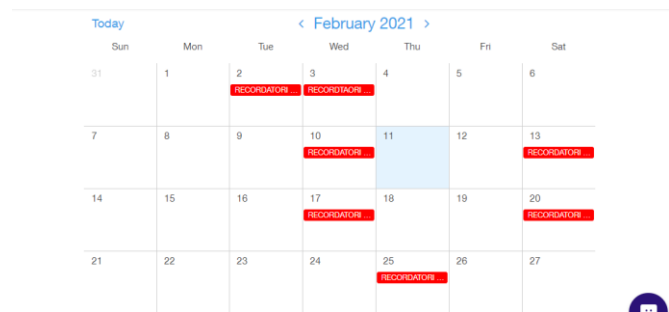 Today < February 2021 >
Sun Mon Tue Wed Thu Fri Sat
31 1 2 3 4 5 6
RECORDATORI ... RECORDTAORI ...
7 8 9 10 11 12 13
RECORDATORI ... RECORDATORI ...
14 15 16 17 18 19 20
RECORDATORI ... RECORDATORI ...
21 22 23 24 25 26 27
RECORDATORI ...